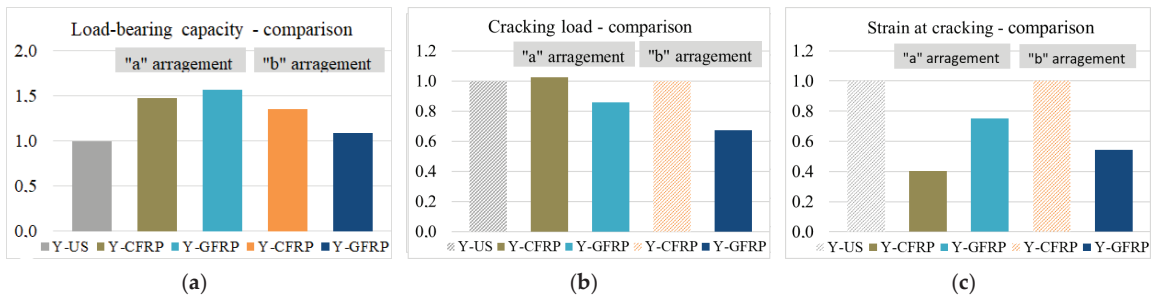 Load-bearing capacity - comparison
"a" arragement "b" arragement
2.0
1.5
1.0
0.5
0.0
Y-US Y-CFRP Y-GFRP Y-CFRP Y-GFRP
(a)
Cracking load - comparison
"a" arragement "b" arragement
1.2
1.0
0.8
0.6
0.4
0.2
0.0
Y-US Y-CFRP Y-GFRP Y-CFRP Y-GFRP
(b)
Strain at cracking - comparison
"a" arragement "b" arragement
1.2
1.0
0.8
0.6
0.4
0.2
0.0
Y-US Y-CFRP Y-GFRP Y-CFRP Y-GFRP
(c)